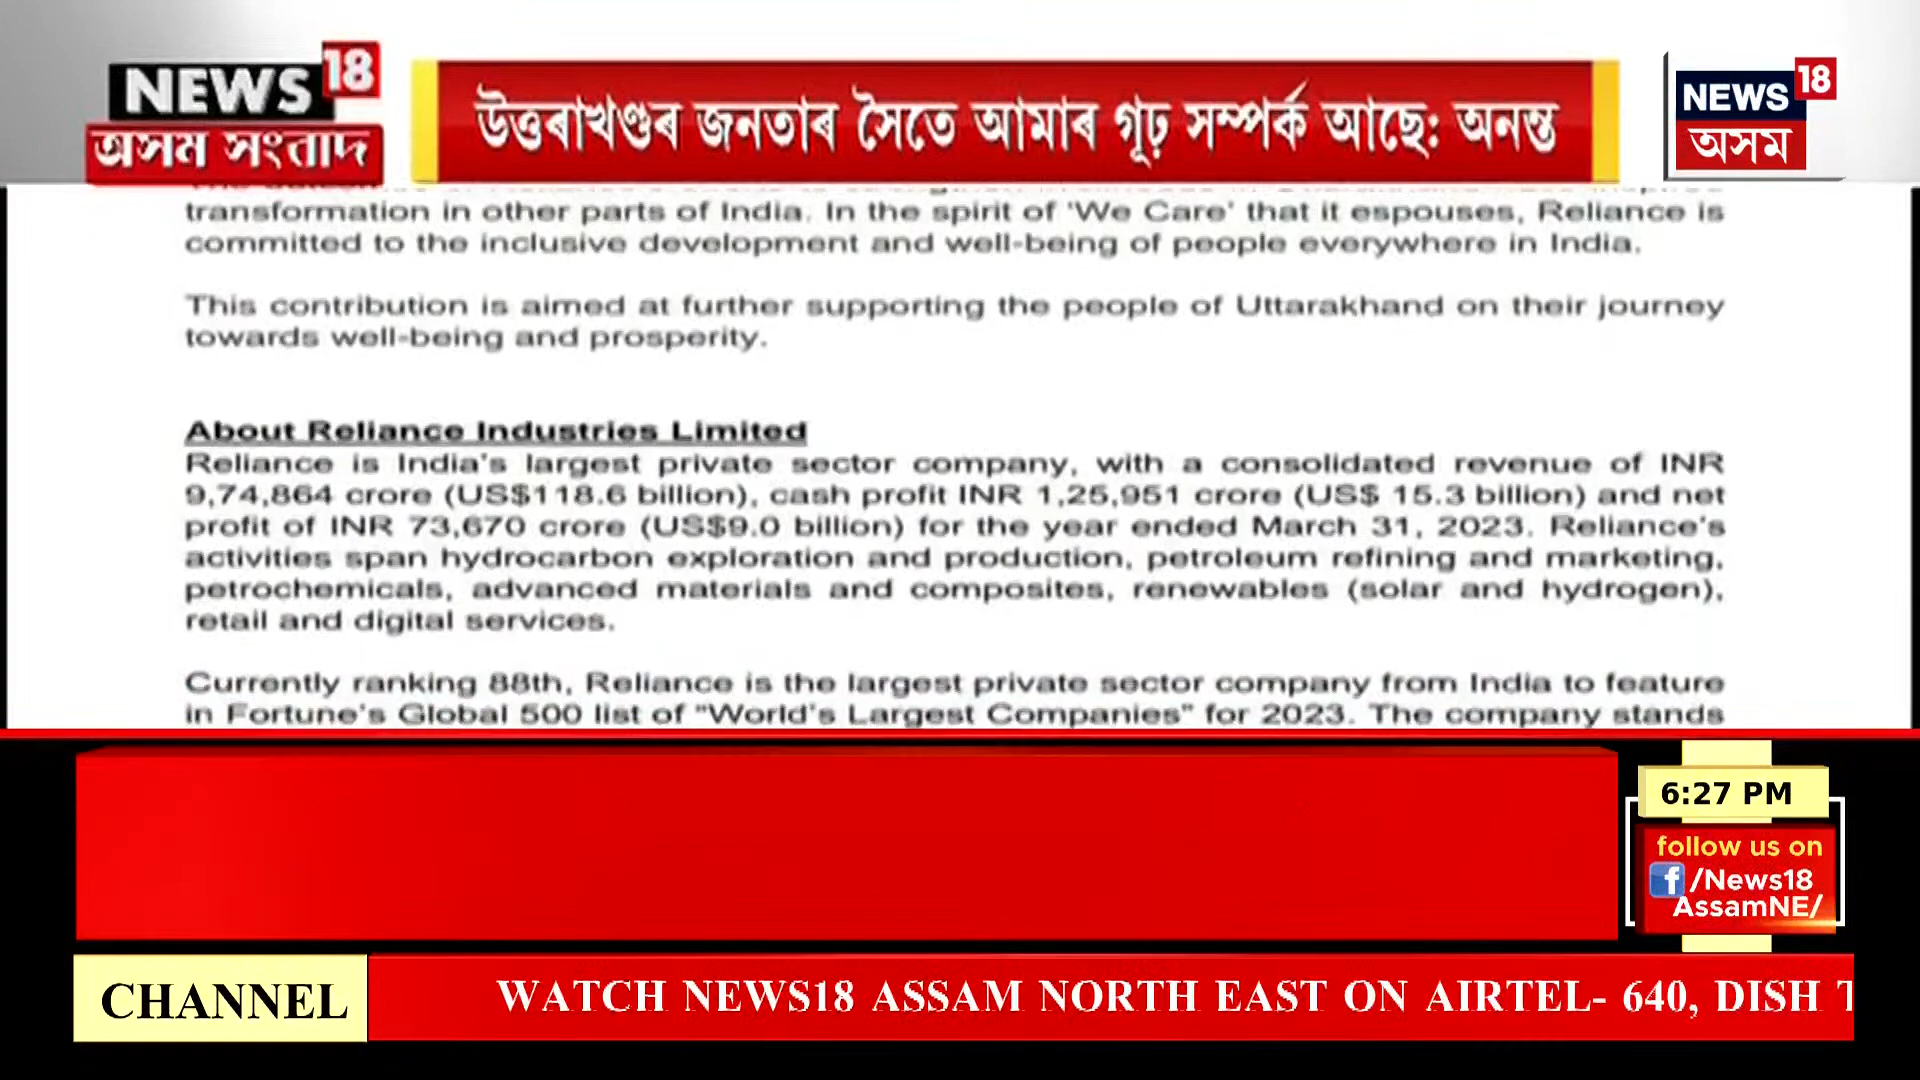 NEWS 18
অসম সংবাদ
উত্তৰাখণ্ডৰ জনতাৰ সৈতে আমাৰ গূঢ় সম্পৰ্ক আছে: অনন্ত
NEWS 18
অসম
transformation in other parts of India. In the spirit of 'We Care' that it espouses, Reliance is
committed to the inclusive development and well-being of people everywhere in India.
This contribution is aimed at further supporting the people of Uttarakhand on their journey
towards well-being and prosperity.
About Reliance Industries Limited
Reliance is India's largest private sector company, with a consolidated revenue of INR
9,74,864 crore (US$118.6 billion), cash profit INR 1,25,951 crore (US$ 15.3 billion) and net
profit of INR 73,670 crore (US$9.0 billion) for the year ended March 31, 2023. Reliance's
activities span hydrocarbon exploration and production, petroleum refining and marketing,
petrochemicals, advanced materials and composites, renewables (solar and hydrogen),
retail and digital services.
Currently ranking 88th, Reliance is the largest private sector company from India to feature
in Fortune's Global 500 list of "World's Largest Companies" for 2023. The company stands
6:27 PM
follow us on
/News18
AssamNE/
CHANNEL
WATCH NEWS18 ASSAM NORTH EAST ON AIRTEL- 640, DISH